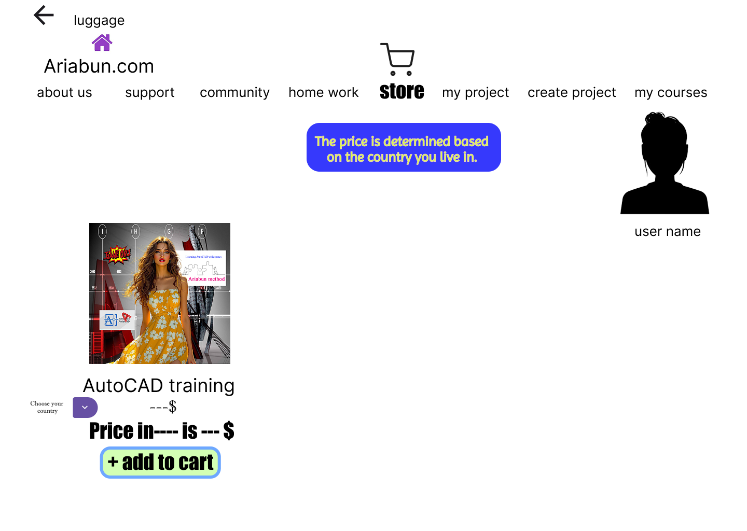 luggage
Ariabun.com
about us support community home work store my project create project my courses
The price is determined based
on the country you live in.
user name
I H G F
Ariabun method
AutoCAD training
Choose your
country
---$
Price in---- is --- $
+ add to cart